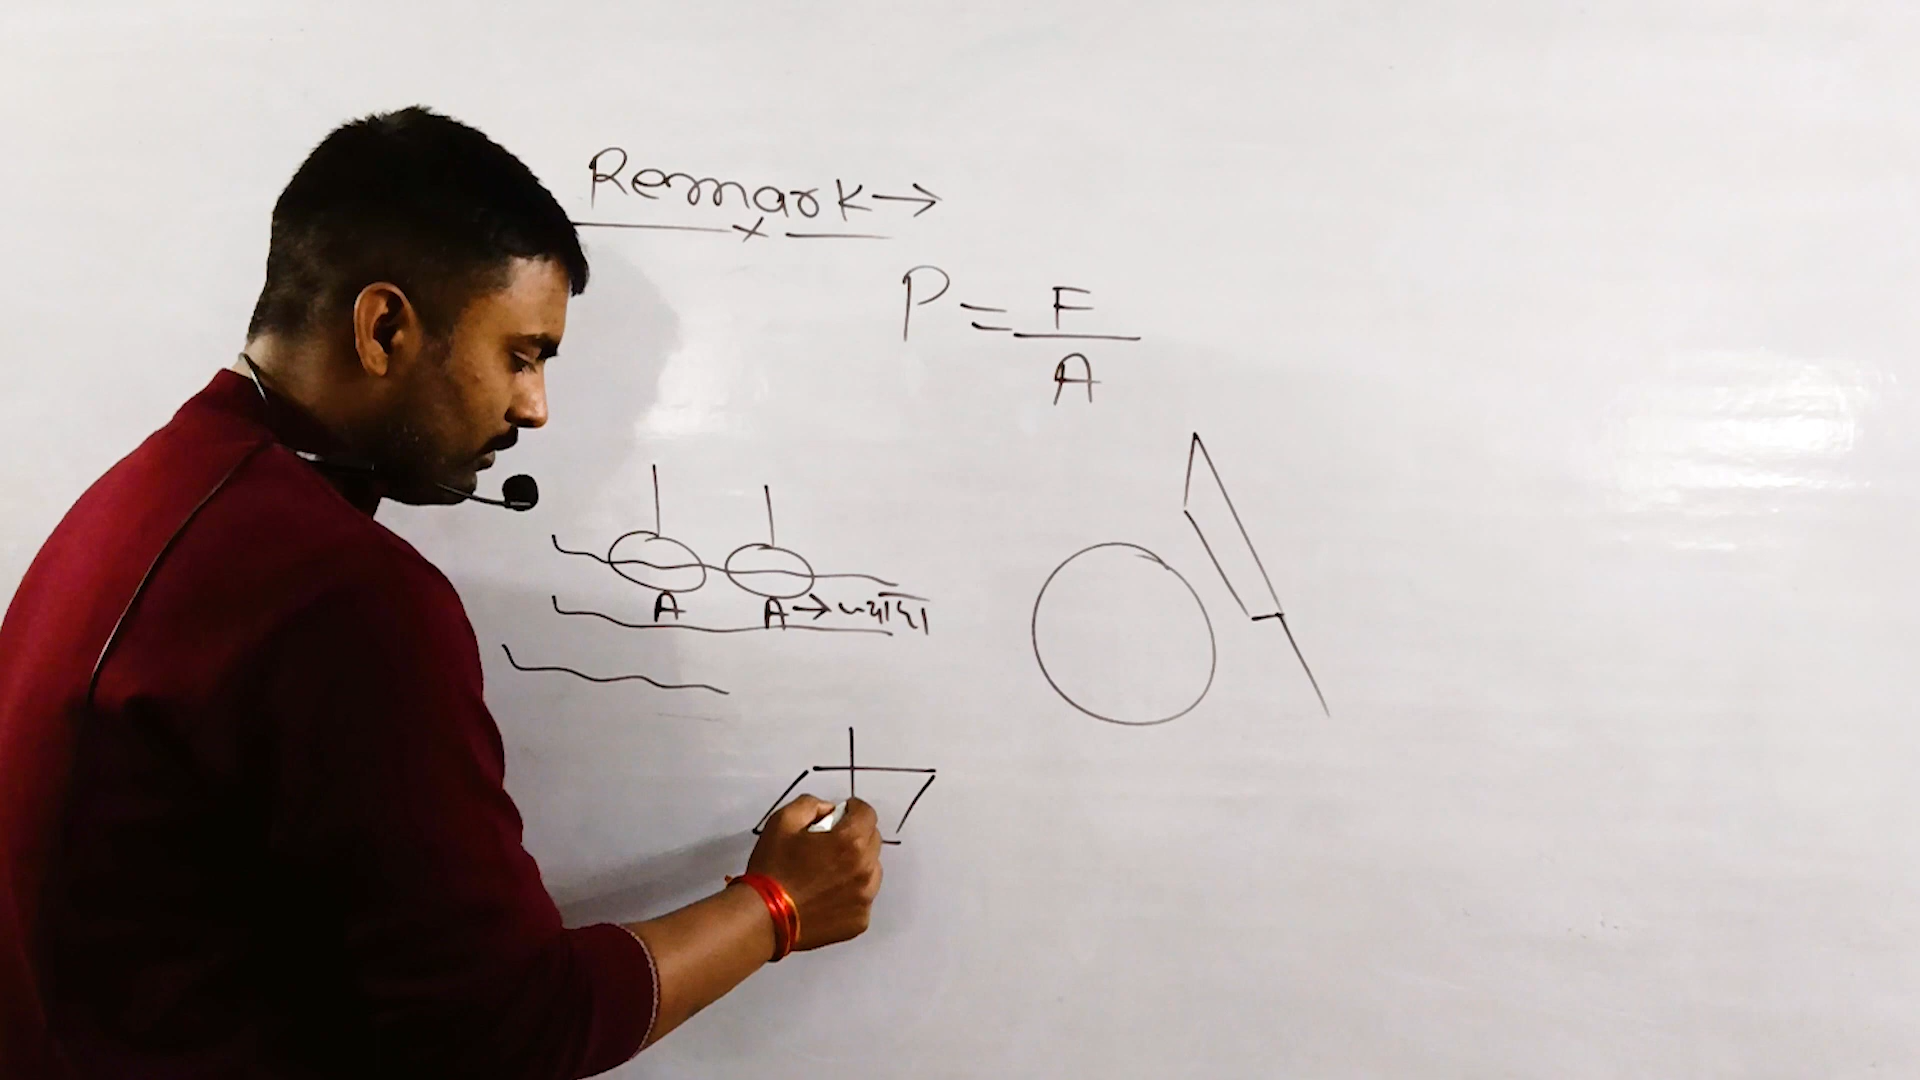 Remark →
P = F/A
A A → ज्यादा